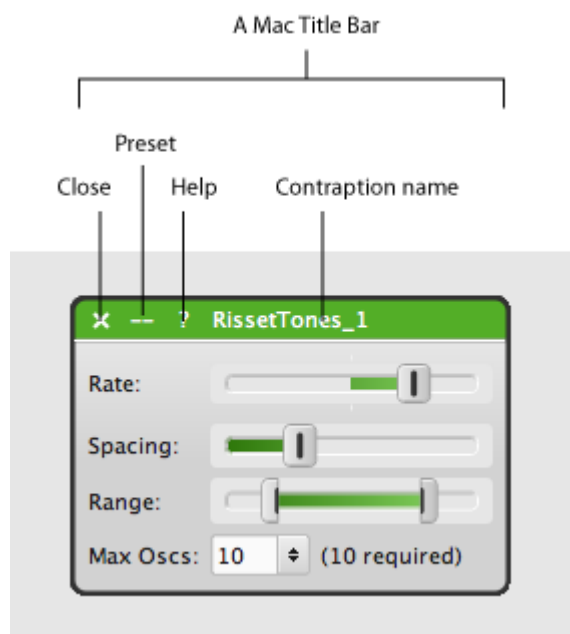 A Mac Title Bar
Preset
Close Help Contraption name
× -- ? RissetTones_1
Rate:
Spacing:
Range:
Max Oscs: 10 (10 required)